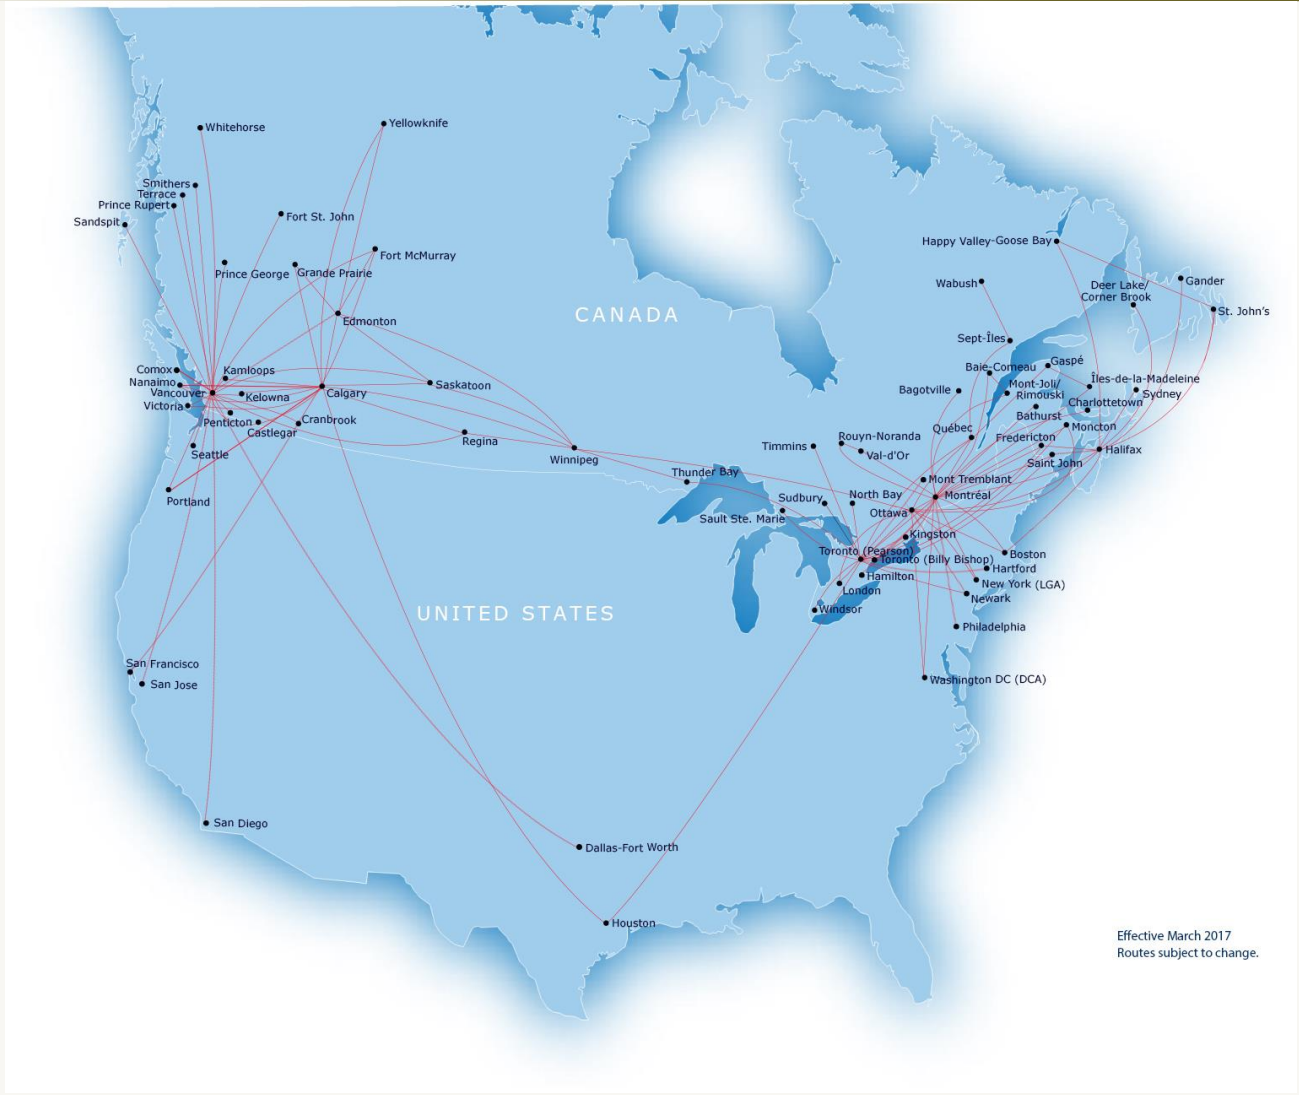 Whitehorse
Yellowknife
Smithers
Terrace
Prince Rupert
Sandspit
Fort St. John
Fort McMurray
Prince George
Grande Prairie
Edmonton
Happy Valley-Goose Bay
Wabush
Deer Lake/
Corner Brook
Gander
St. John's
CANADA
Sept-Îles
Comox
Nanaimo
Vancouver
Victoria
Kamloops
Kelowna
Penticton
Castlegar
Cranbrook
Calgary
Saskatoon
Seattle
Regina
Winnipeg
Portland
Baie-Comeau
Gaspé
Bagotville
Mont-Joli/
Rimouski
Îles-de-la-Madeleine
Sydney
Charlottetown
Bathurst
Moncton
Québec
Fredericton
Halifax
Saint John
Timmins
Rouyn-Noranda
Val-d'Or
Thunder Bay
Mont Tremblant
Montréal
Sudbury
North Bay
Sault Ste. Marie
Ottawa
Kingston
Toronto (Pearson)
Toronto (Billy Bishop)
Boston
Hartford
Hamilton
New York (LGA)
London
Newark
Windsor
Philadelphia
UNITED STATES
San Francisco
San Jose
Washington DC (DCA)
San Diego
Dallas-Fort Worth
Houston
Effective March 2017
Routes subject to change.